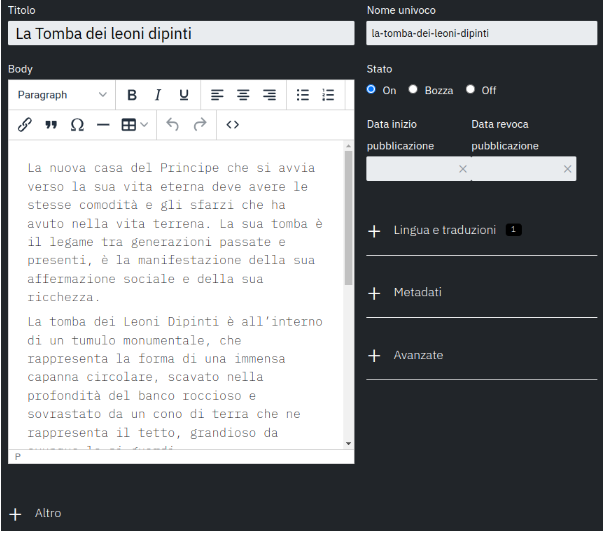 Titolo
La Tomba dei leoni dipinti
Nome univoco
la-tomba-dei-leoni-dipinti
Body
Paragraph
B I U
La nuova casa del Principe che si avvia
verso la sua vita eterna deve avere le
stesse comodità e gli sfarzi che ha
avuto nella vita terrena. La sua tomba è
il legame tra generazioni passate e
presenti, è la manifestazione della sua
affermazione sociale e della sua
ricchezza.
La tomba dei Leoni Dipinti è all’interno
di un tumulo monumentale, che
rappresenta la forma di una immensa
capanna circolare, scavato nella
profondità del banco roccioso e
sovrastato da un cono di terra che ne
rappresenta il tetto, grandioso da
P
Stato
On Bozza Off
Data inizio
pubblicazione
Data revoca
pubblicazione
Lingua e traduzioni 1
Metadati
Avanzate
Altro